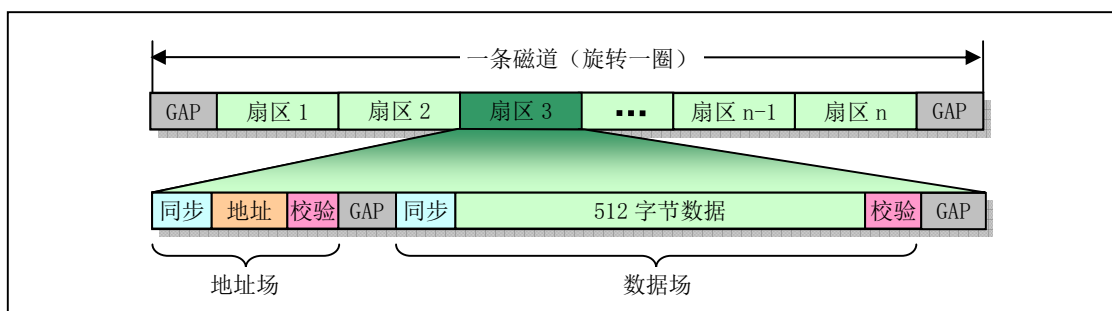 一条磁道（旋转一圈）
GAP 扇区 1 扇区 2 扇区 3 ··· 扇区 n-1 扇区 n GAP
同步 地址 校验 GAP 同步 512 字节数据 校验 GAP
地址场 数据场